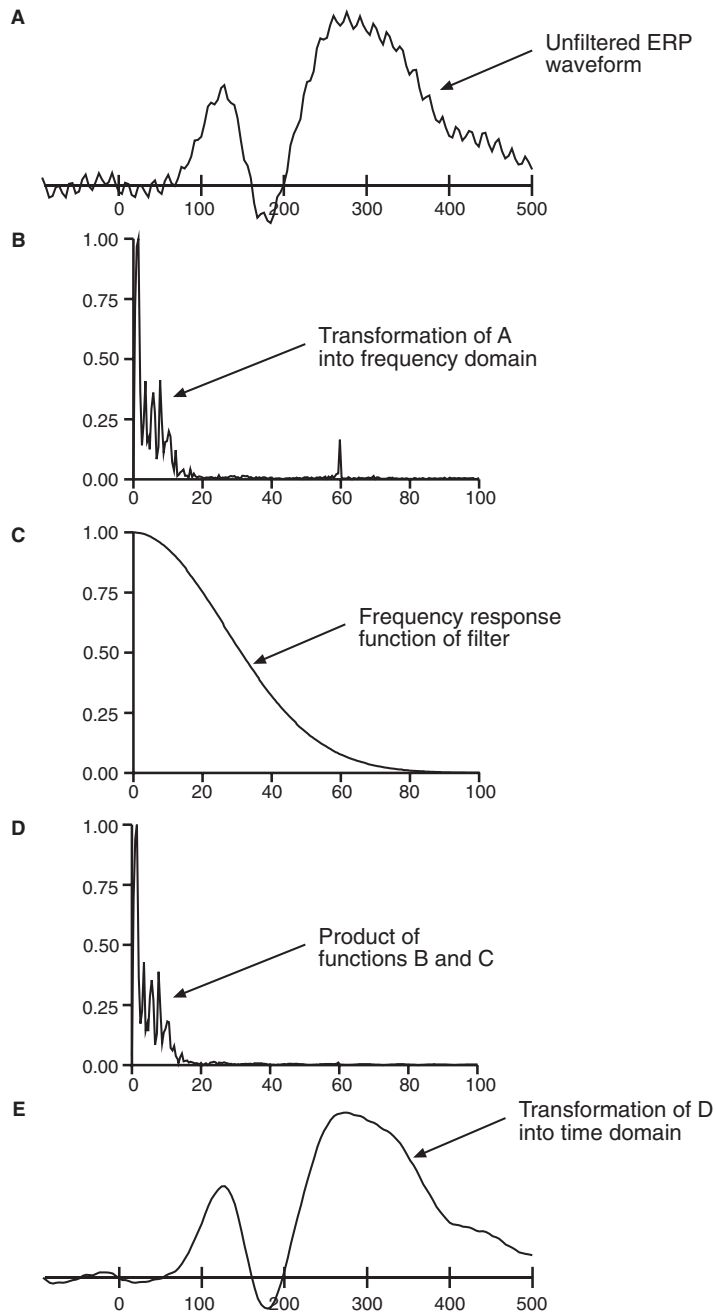 A
Unfiltered ERP
waveform
0 100 200 300 400 500
B
1.00
0.75
Transformation of A
into frequency domain
0.50
0.25
0.00
0 20 40 60 80 100
C
1.00
0.75
Frequency response
function of filter
0.50
0.25
0.00
0 20 40 60 80 100
D
1.00
0.75
Product of
functions B and C
0.50
0.25
0.00
0 20 40 60 80 100
E
Transformation of D
into time domain
0 100 200 300 400 500